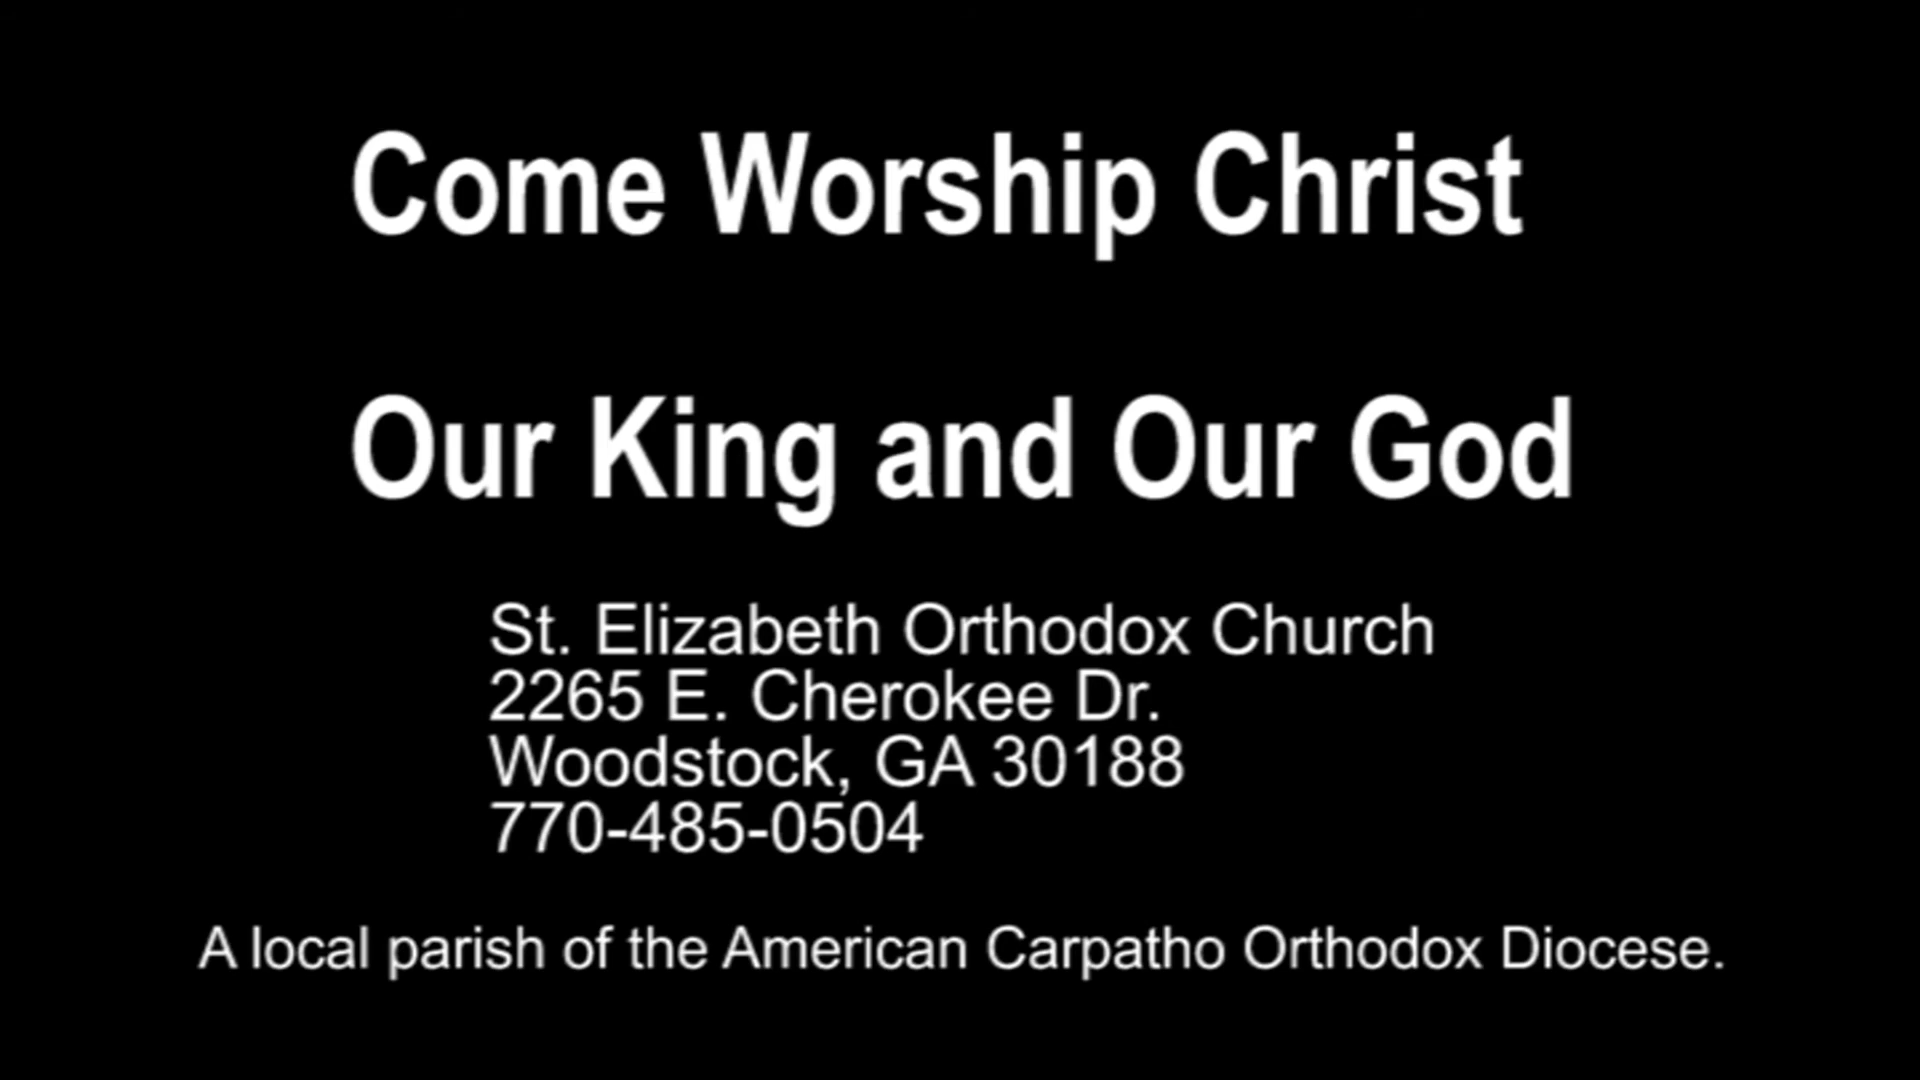 Come Worship Christ
Our King and Our God
St. Elizabeth Orthodox Church
2265 E. Cherokee Dr.
Woodstock, GA 30188
770-485-0504
A local parish of the American Carpatho Orthodox Diocese.